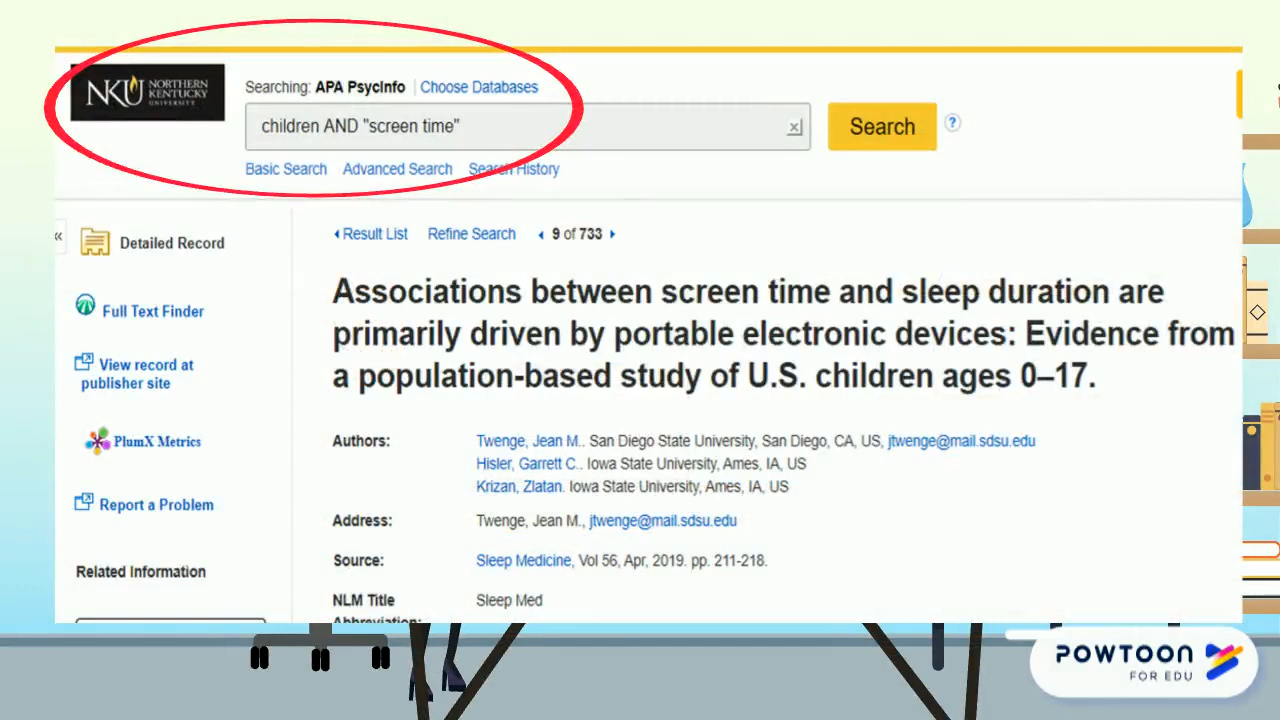 NKU NORTHERN KENTUCKY UNIVERSITY
Searching: APA PsycInfo | Choose Databases
children AND "screen time"
x
Search
?
Basic Search Advanced Search Search History
«
Detailed Record
Result List Refine Search 9 of 733
Associations between screen time and sleep duration are
primarily driven by portable electronic devices: Evidence from
a population-based study of U.S. children ages 0–17.
Full Text Finder
View record at
publisher site
PlumX Metrics
Report a Problem
Related Information
Authors:
Twenge, Jean M.. San Diego State University, San Diego, CA, US, jtwenge@mail.sdsu.edu
Hisler, Garrett C.. Iowa State University, Ames, IA, US
Krizan, Zlatan. Iowa State University, Ames, IA, US
Address: Twenge, Jean M., jtwenge@mail.sdsu.edu
Source: Sleep Medicine, Vol 56, Apr, 2019. pp. 211-218.
NLM Title Sleep Med
Abbreviation:
POWTOON
FOR EDU